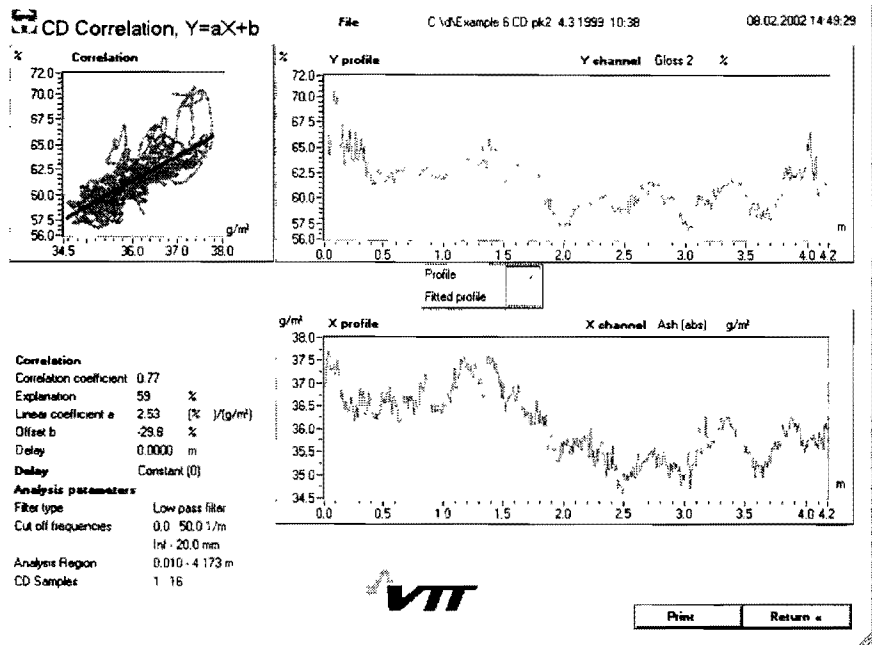 CD Correlation, Y=aX+b
File C:\d\Example 6 CD pk2 4.3 1999 10:38 08.02.2002 14:49:29
% Correlation
72.0
70.0
67.5
65.0
62.5
60.0
57.5
56.0
g/m²
34.5 36.0 37.0 38.0
% Y profile Y channel Gloss 2 %
72.0
70.0
67.5
65.0
62.5
60.0
57.5
56.0
m
0.0 0.5 1.0 1.5 2.0 2.5 3.0 3.5 4.0 4.2
Profile
Fitted profile
g/m² X profile X channel Ash (abs) g/m²
38.0
37.5
37.0
36.5
36.0
35.5
35.0
34.5
m
0.0 0.5 1.0 1.5 2.0 2.5 3.0 3.5 4.0 4.2
Correlation
Correlation coefficient 0.77
Explanation 59 %
Linear coefficient a 2.53 (% )/(g/m²)
Offset b -29.8 %
Delay 0.0000 m
Delay Constant (0)
Analysis parameters
Filter type Low pass filter
Cut off frequencies 0.0 50.0 1/m
Inf - 20.0 mm
Analysis Region 0.010 - 4.173 m
CD Samples 1 16
VTT
Print Return «